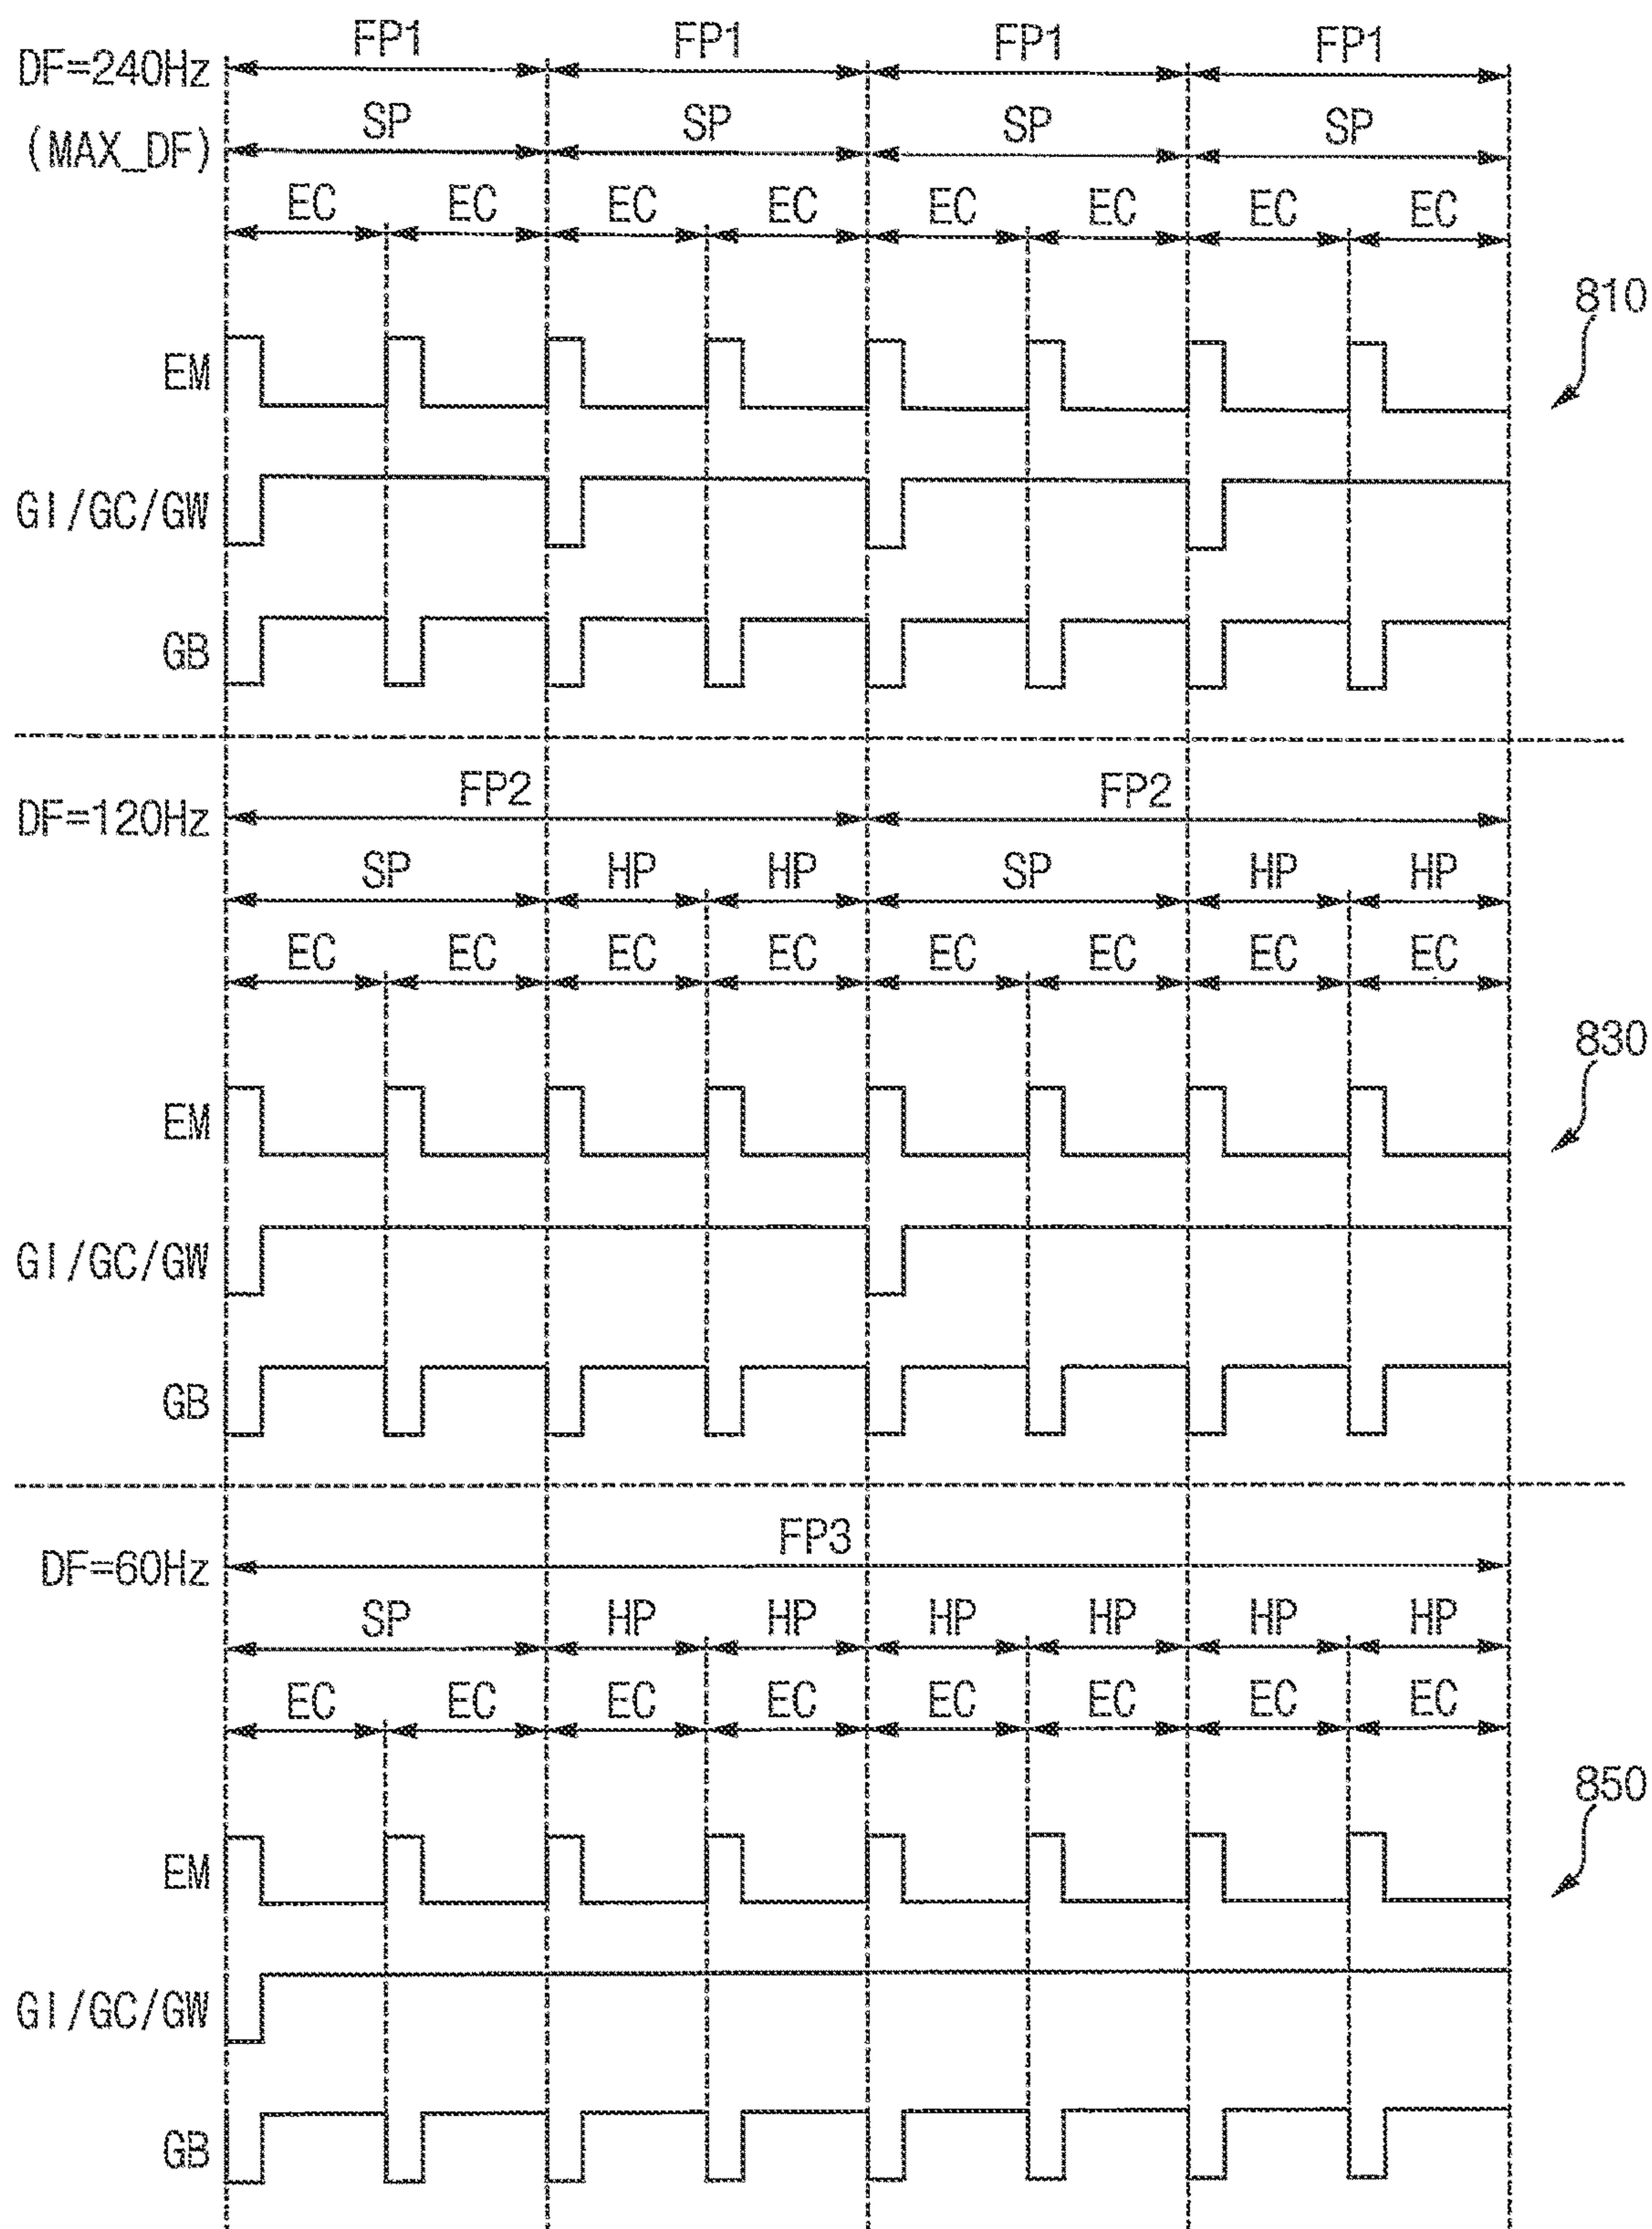 FP1 FP1 FP1 FP1
DF=240Hz
SP SP SP SP
(MAX_DF)
EC EC EC EC EC EC EC EC
810
EM
GI/GC/GW
GB
FP2 FP2
DF=120Hz
SP HP HP SP HP HP
EC EC EC EC EC EC EC EC
830
EM
GI/GC/GW
GB
FP3
DF=60Hz
SP HP HP HP HP HP HP
EC EC EC EC EC EC EC EC
850
EM
GI/GC/GW
GB